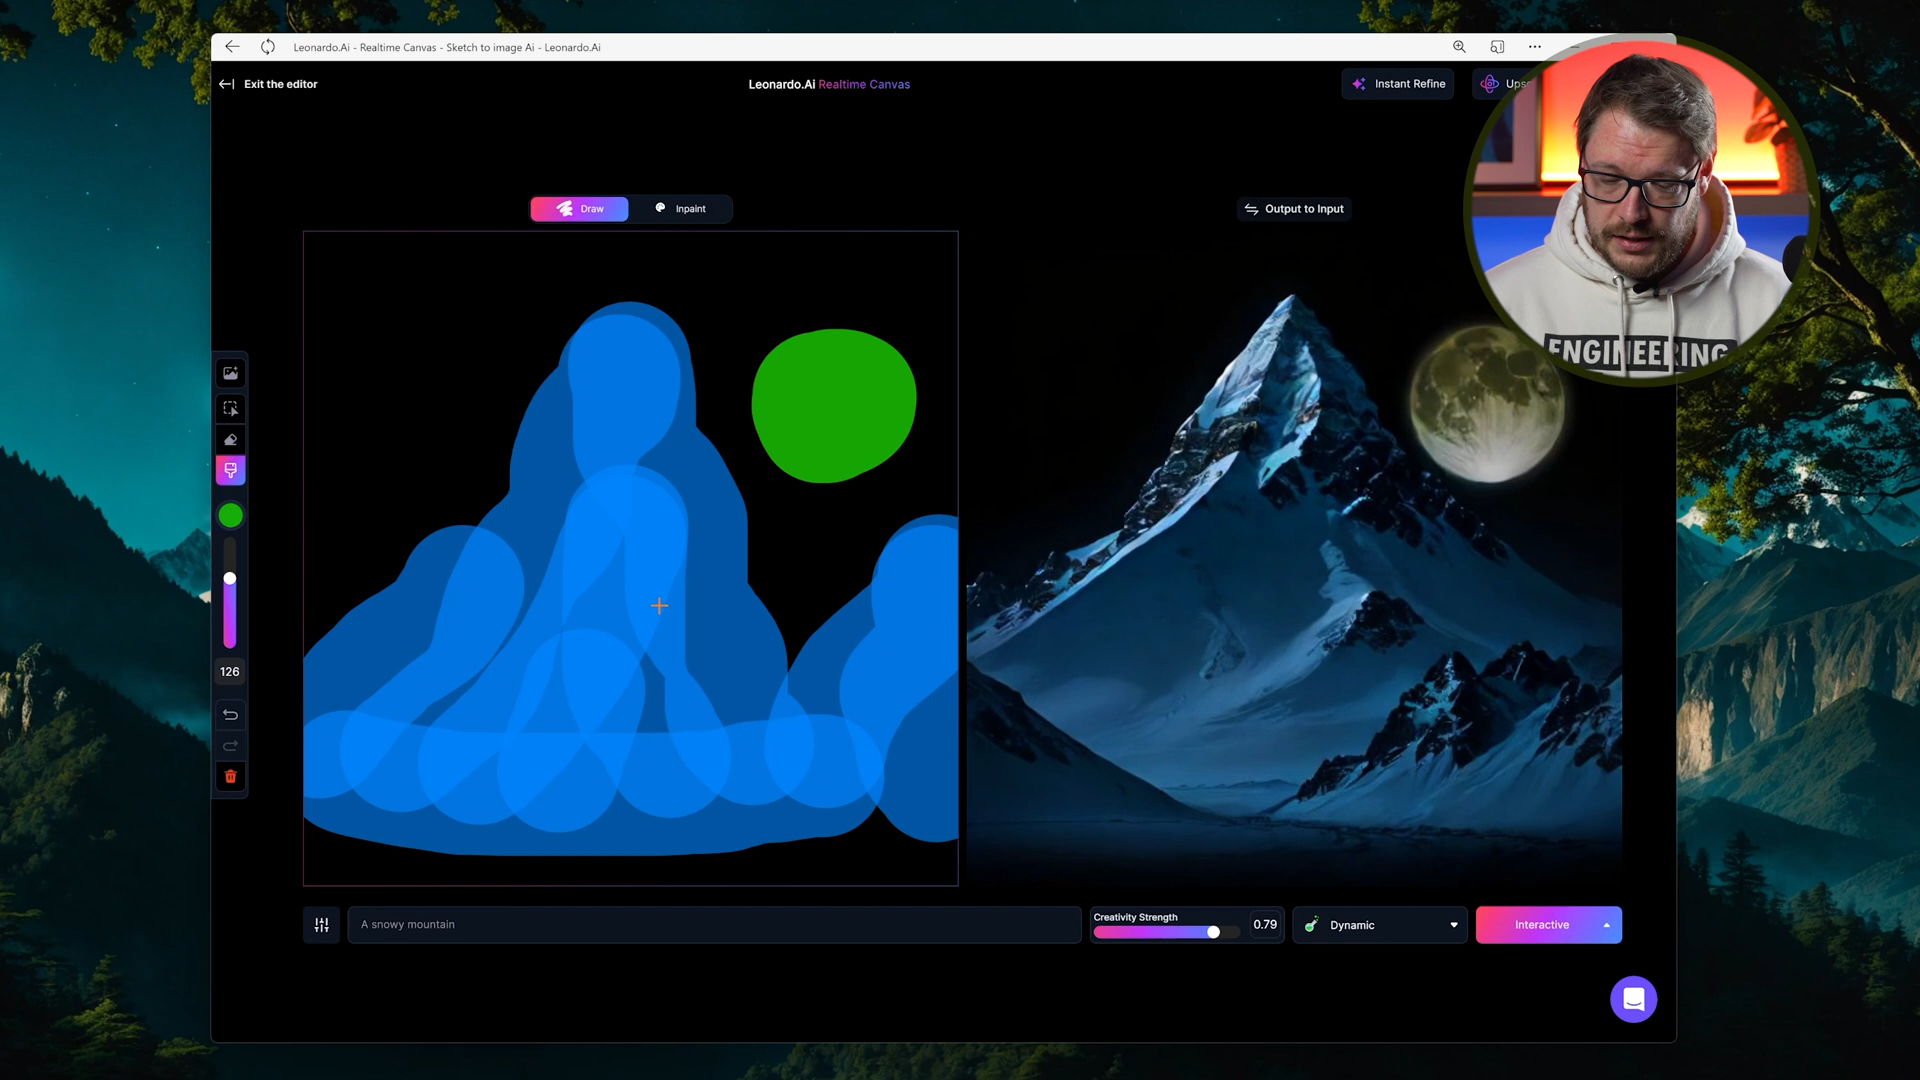 Leonardo.Ai - Realtime Canvas - Sketch to image Ai - Leonardo.Ai
Exit the editor
Leonardo.Ai Realtime Canvas
Instant Refine
Draw
Inpaint
Output to Input
ENGINEERING
126
A snowy mountain
Creativity Strength
0.79
Dynamic
Interactive